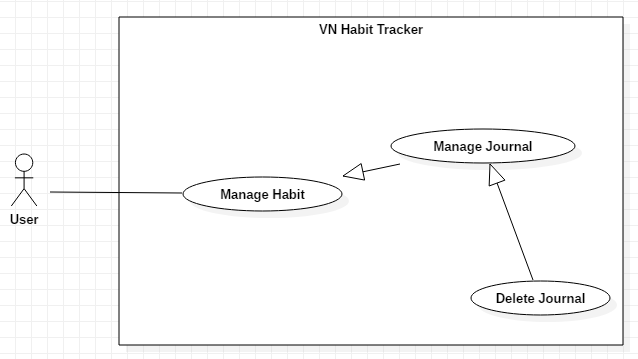 VN Habit Tracker
Manage Journal
Manage Habit
User
Delete Journal